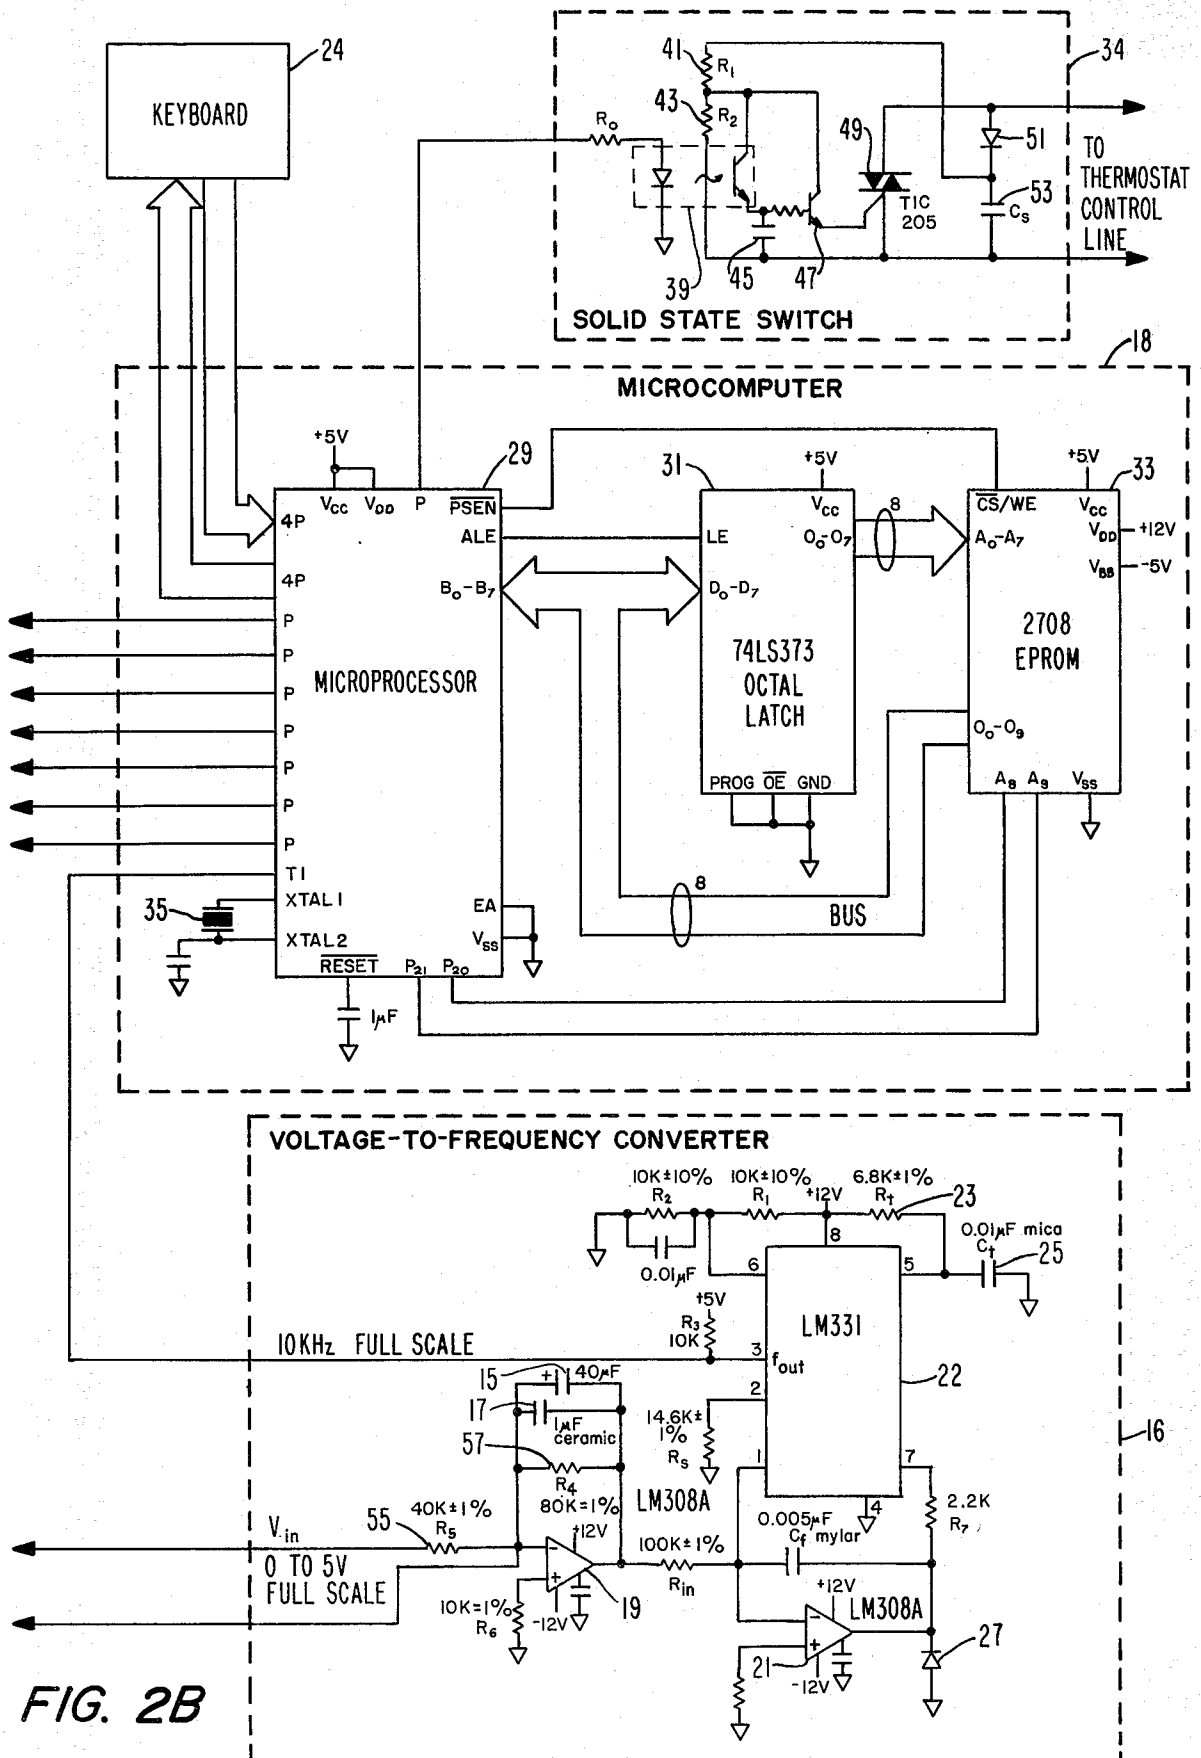 24
KEYBOARD
41
R1
34
43
R2
Ro
49
51
TO
THERMOSTAT
CONTROL
LINE
TIC
205
53
Cs
45
47
39
SOLID STATE SWITCH
18
MICROCOMPUTER
+5V
29
31
+5V
+5V
33
4P
VCC
VDD
P
PSEN
ALE
B0-B7
4P
P
P
P
P
P
P
P
MICROPROCESSOR
T1
XTAL1
XTAL2
35
RESET
P21
P20
EA
VSS
1µF
VCC
LE
O0-O7
D0-D7
74LS373
OCTAL
LATCH
PROG
OE
GND
8
CS/WE
VCC
A0-A7
VDD
+12V
VBB
-5V
2708
EPROM
O0-O9
A8
A9
VSS
8
BUS
VOLTAGE-TO-FREQUENCY CONVERTER
10K±10%
R2
10K±10%
R1
+12V
6.8K±1%
Rt
23
8
0.01µF mica
Ct
25
0.01µF
6
5
+5V
R3
10K
LM331
10KHz FULL SCALE
3
fout
22
15
+
40µF
2
17
1µF
ceramic
14.6K±
1%
Rs
16
57
R4
80K=1%
LM308A
1
7
4
2.2K
R7
0.005µF
Cf mylar
55
40K±1%
R5
Vin
0 TO 5V
FULL SCALE
+12V
-
+
-12V
19
10K=1%
R6
100K±1%
Rin
+12V
LM308A
-
+
21
-12V
27
FIG. 2B